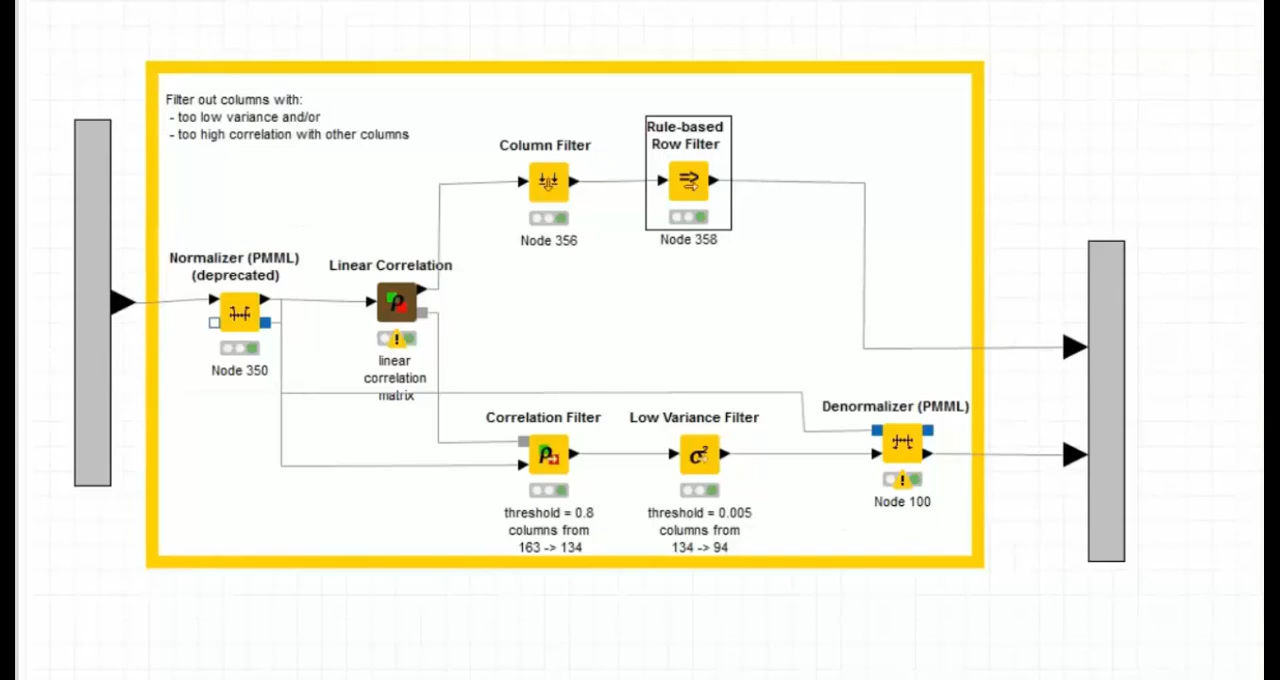 Filter out columns with:
- too low variance and/or
- too high correlation with other columns
Column Filter
Node 356
Rule-based
Row Filter
Node 358
Normalizer (PMML)
(deprecated)
Node 350
Linear Correlation
ρ
linear
correlation
matrix
Correlation Filter
ρ
threshold = 0.8
columns from
163 -> 134
Low Variance Filter
σ²
threshold = 0.005
columns from
134 -> 94
Denormalizer (PMML)
Node 100